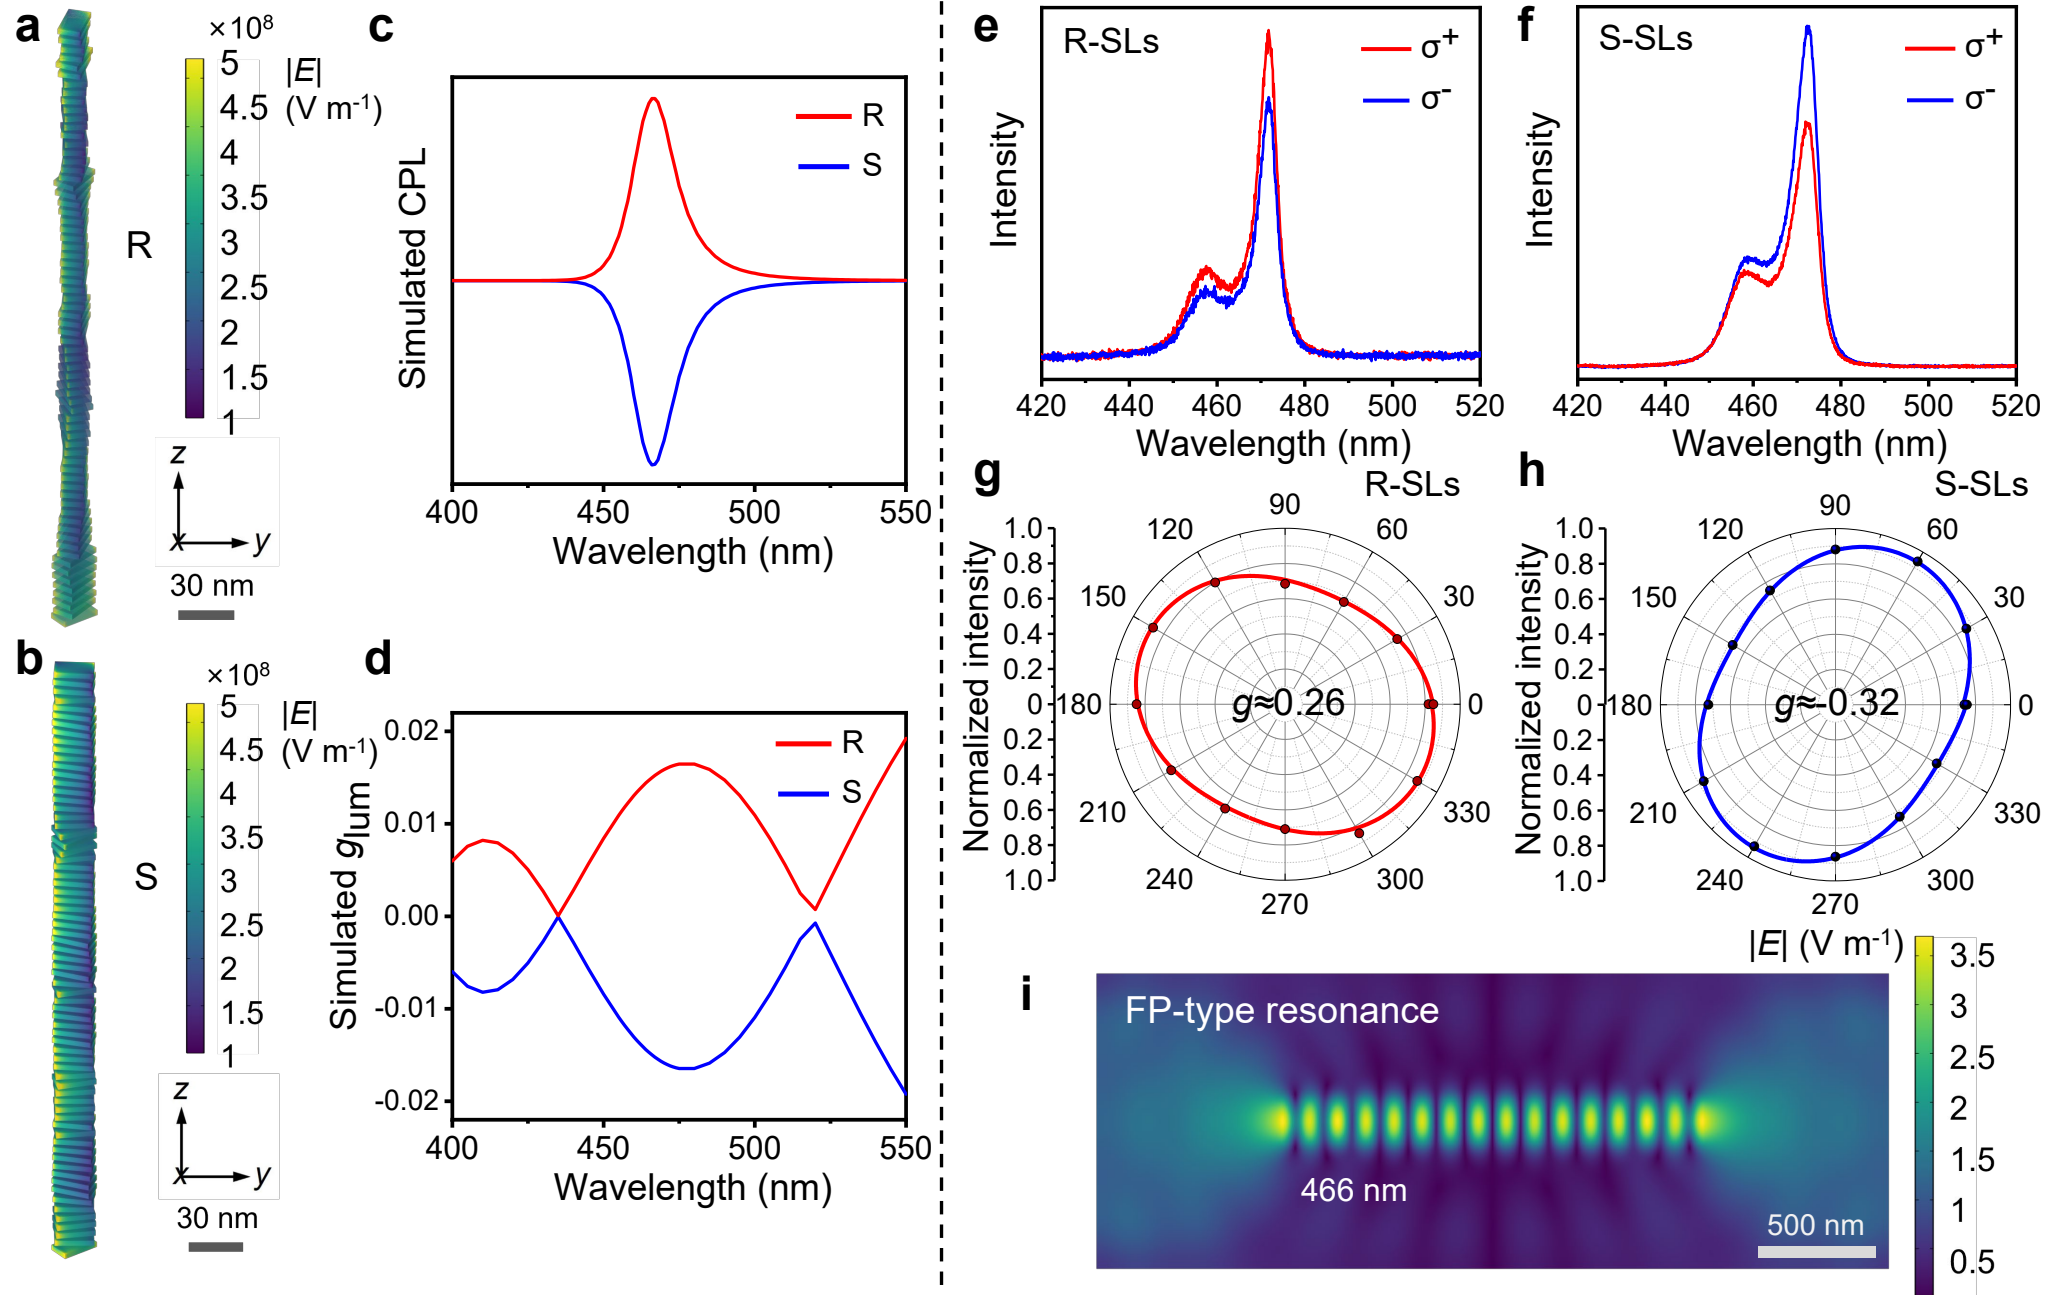 a
×10⁸
5
4.5
4
3.5
3
2.5
2
1.5
1
|E|
(V m⁻¹)
R
z
x
y
30 nm
b
×10⁸
5
4.5
4
3.5
3
2.5
2
1.5
1
|E|
(V m⁻¹)
S
z
x
y
30 nm
c
Simulated CPL
R
S
400
450
500
550
Wavelength (nm)
d
Simulated glum
0.02
0.01
0.00
-0.01
-0.02
R
S
400
450
500
550
Wavelength (nm)
e
R-SLs
σ⁺
σ⁻
Intensity
420
440
460
480
500
520
Wavelength (nm)
f
S-SLs
σ⁺
σ⁻
Intensity
420
440
460
480
500
520
Wavelength (nm)
g
R-SLs
Normalized intensity
1.0
0.8
0.6
0.4
0.2
0
0.2
0.4
0.6
0.8
1.0
90
60
30
0
330
300
270
240
210
180
150
120
g≈0.26
h
S-SLs
Normalized intensity
1.0
0.8
0.6
0.4
0.2
0
0.2
0.4
0.6
0.8
1.0
90
60
30
0
330
300
270
240
210
180
150
120
g≈-0.32
i
FP-type resonance
466 nm
500 nm
|E| (V m⁻¹)
3.5
3
2.5
2
1.5
1
0.5